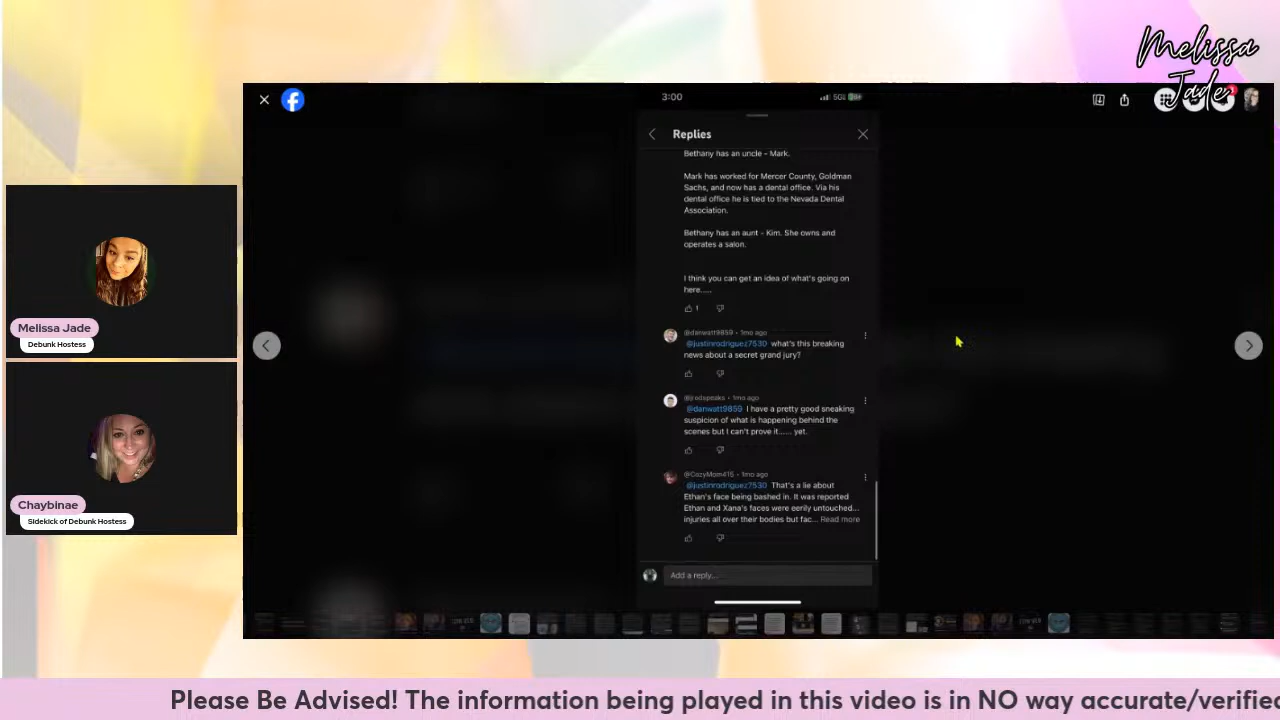 Melissa
Jade
3:00
5G
Replies
Bethany has an uncle - Mark.
Mark has worked for Mercer County, Goldman
Sachs, and now has a dental office. Via his
dental office he is tied to the Nevada Dental
Association.
Bethany has an aunt - Kim. She owns and
operates a salon.
I think you can get an idea of what's going on
here.....
1
@danwatt9859 • 1mo ago
@justinrodriguez7530 what's this breaking
news about a secret grand jury?
@jrodspeaks • 1mo ago
@danwatt9859 I have a pretty good sneaking
suspicion of what is happening behind the
scenes but I can't prove it..... yet.
@CozyMom415 • 1mo ago
@justinrodriguez7530 That's a lie about
Ethan's face being bashed in. It was reported
Ethan and Xana's faces were eerily untouched...
injuries all over their bodies but fac... Read more
Add a reply...
Melissa Jade
Debunk Hostess
Chaybinae
Sidekick of Debunk Hostess
Please Be Advised! The information being played in this video is in NO way accurate/verified